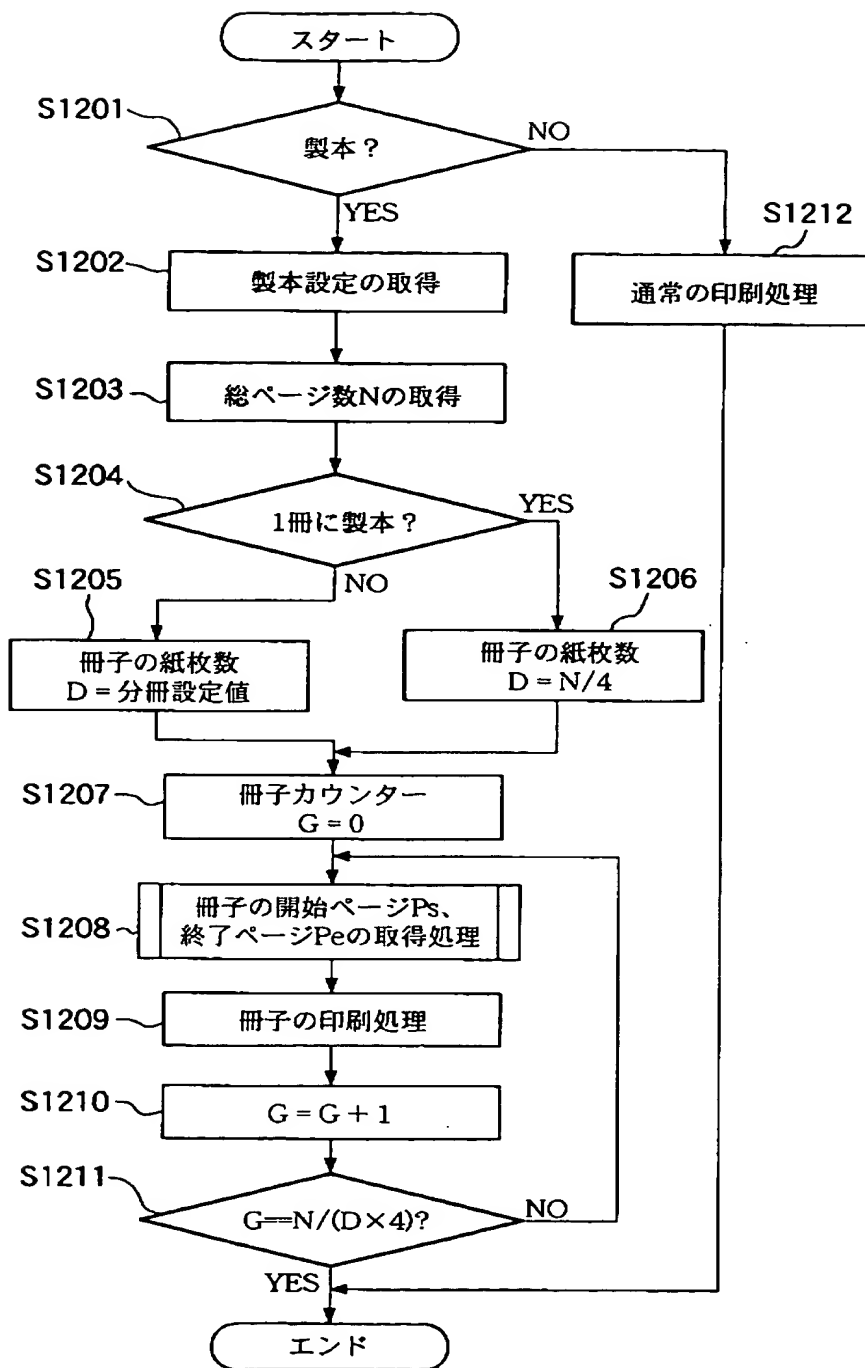 スタート
S1201
製本？
NO
YES
S1212
S1202
製本設定の取得
通常の印刷処理
S1203
総ページ数Nの取得
S1204
1冊に製本？
YES
NO
S1205
S1206
冊子の紙枚数
D = 分冊設定値
冊子の紙枚数
D = N/4
S1207
冊子カウンター
G = 0
S1208
冊子の開始ページPs、
終了ページPeの取得処理
S1209
冊子の印刷処理
S1210
G = G + 1
S1211
G==N/(D×4)?
NO
YES
エンド